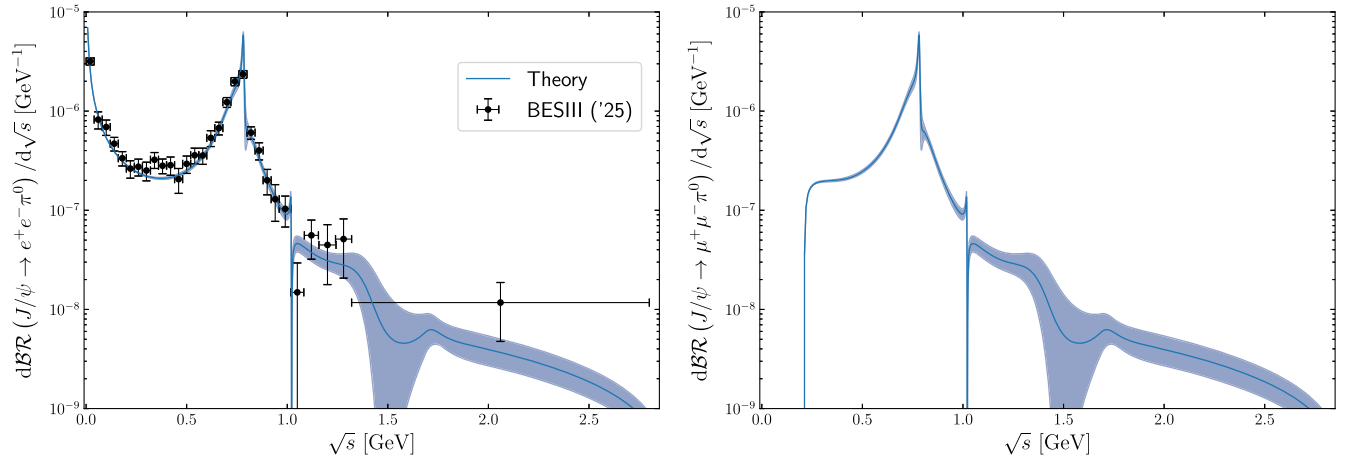 dBR(J/ψ → e⁺e⁻π⁰)/d√s [GeV⁻¹]
10⁻⁵
10⁻⁶
10⁻⁷
10⁻⁸
10⁻⁹
Theory
BESIII ('25)
0.0 0.5 1.0 1.5 2.0 2.5
√s [GeV]
dBR(J/ψ → μ⁺μ⁻π⁰)/d√s [GeV⁻¹]
10⁻⁵
10⁻⁶
10⁻⁷
10⁻⁸
10⁻⁹
0.0 0.5 1.0 1.5 2.0 2.5
√s [GeV]